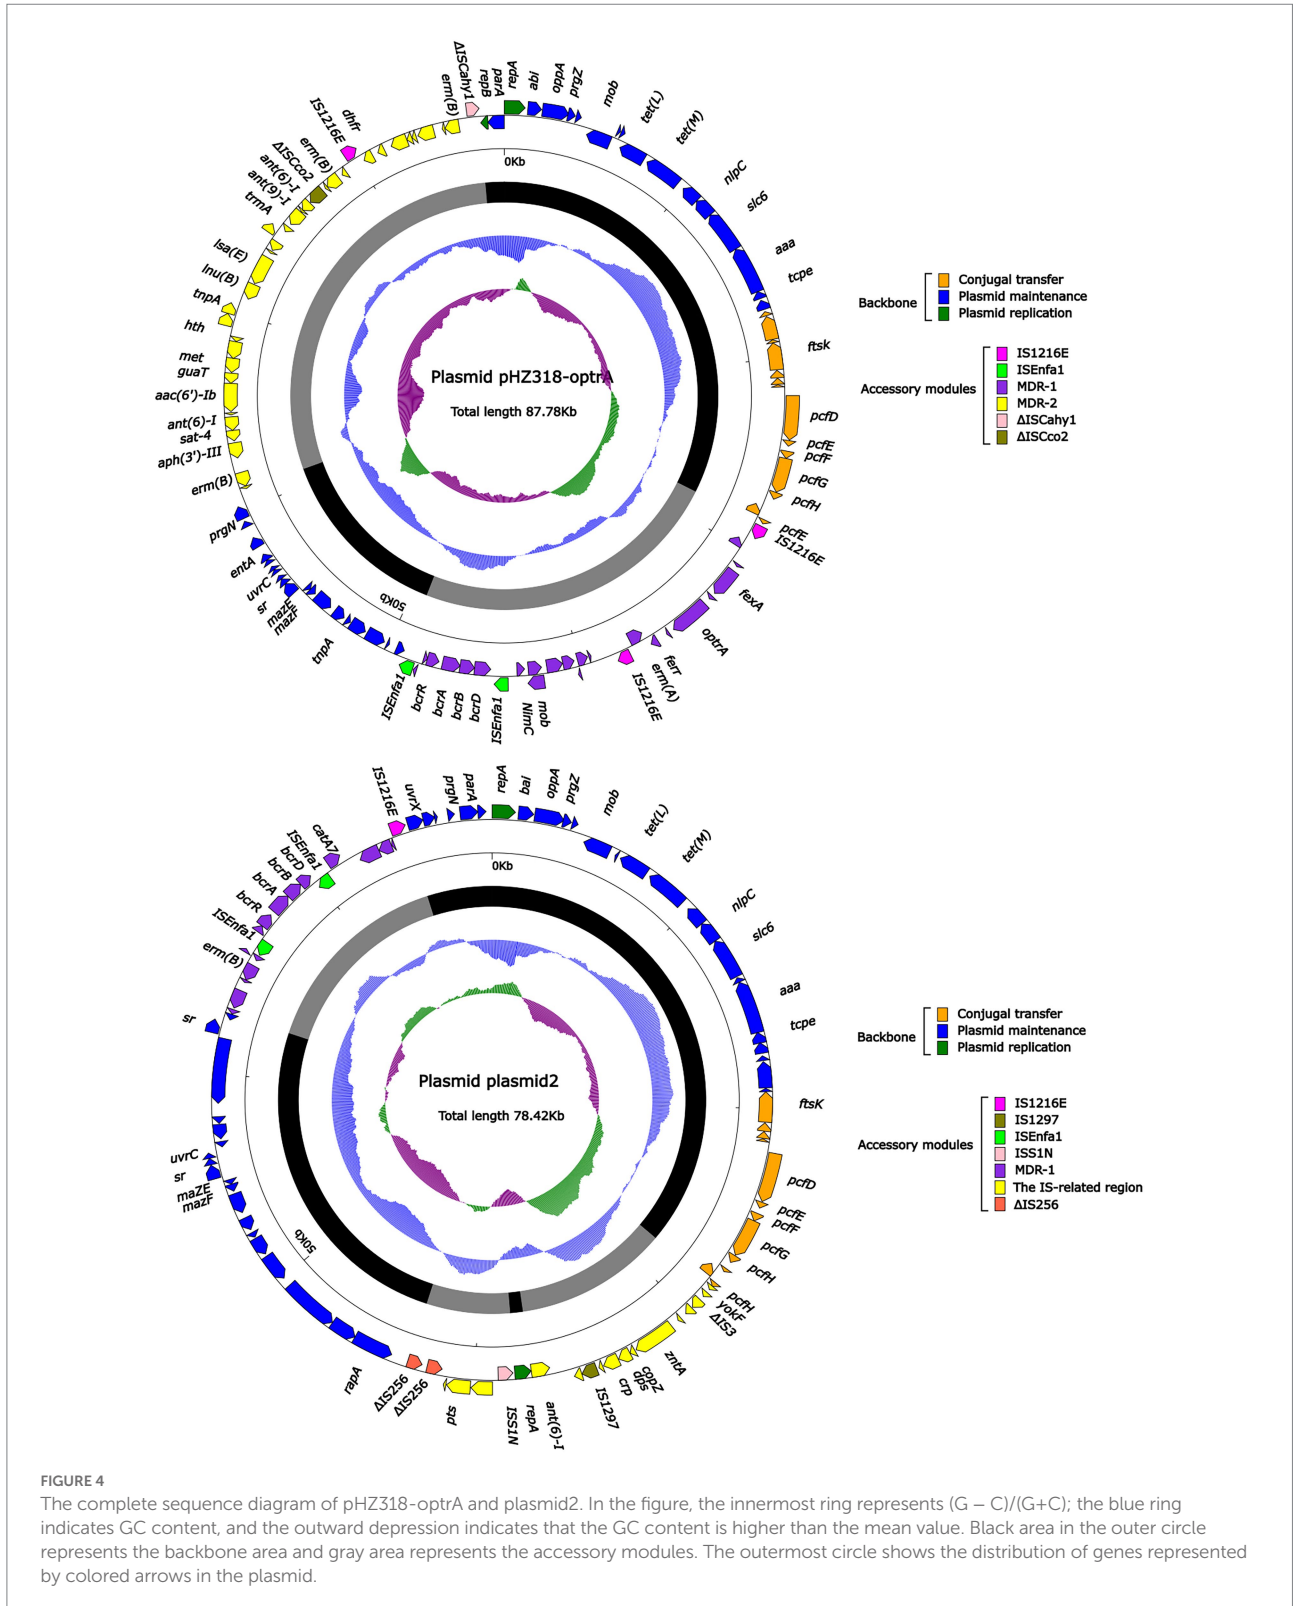 ΔISCahy1
erm(B)
repB
parA
repA
abi
oppA
prgZ
mob
tet(L)
tet(M)
nlpC
slc6
aaa
tcpe
ftsk
pcfD
pcfE
pcfF
pcfG
pcfH
pcfE
IS1216E
fexA
optrA
ferr
erm(A)
IS1216E
mob
NimC
ISEnfa1
bcrD
bcrB
bcrA
bcrR
ISEnfa1
tnpA
mazF
mazE
sr
uvrC
entA
prgN
erm(B)
aph(3')-III
sat-4
ant(6)-I
aac(6')-Ib
guaT
met
hth
tnpA
lnu(B)
lsa(E)
trmA
ant(9)-I
ant(6)-I
ΔISCco2
erm(B)
IS1216E
dhfr
0Kb
50Kb
Plasmid pHZ318-optrA
Total length 87.78Kb
Backbone
Conjugal transfer
Plasmid maintenance
Plasmid replication
Accessory modules
IS1216E
ISEnfa1
MDR-1
MDR-2
ΔISCahy1
ΔISCco2
IS1216E
uvrX
prgN
parA
repA
bai
oppA
prgZ
mob
tet(L)
tet(M)
nlpC
slc6
aaa
tcpe
ftsK
pcfD
pcfE
pcfF
pcfG
pcfH
pcfH
yokF
ΔIS3
zntA
copZ
dps
crp
IS1297
ant(6)-I
repA
ISS1N
stp
ΔIS256
ΔIS256
rapA
mazF
maZE
sr
uvrC
sr
erm(B)
ISEnfa1
bcrR
bcrA
bcrB
bcrD
ISEnfa1
catA7
0Kb
50Kb
Plasmid plasmid2
Total length 78.42Kb
Backbone
Conjugal transfer
Plasmid maintenance
Plasmid replication
Accessory modules
IS1216E
IS1297
ISEnfa1
ISS1N
MDR-1
The IS-related region
ΔIS256
FIGURE 4
The complete sequence diagram of pHZ318-optrA and plasmid2. In the figure, the innermost ring represents (G – C)/(G+C); the blue ring
indicates GC content, and the outward depression indicates that the GC content is higher than the mean value. Black area in the outer circle
represents the backbone area and gray area represents the accessory modules. The outermost circle shows the distribution of genes represented
by colored arrows in the plasmid.